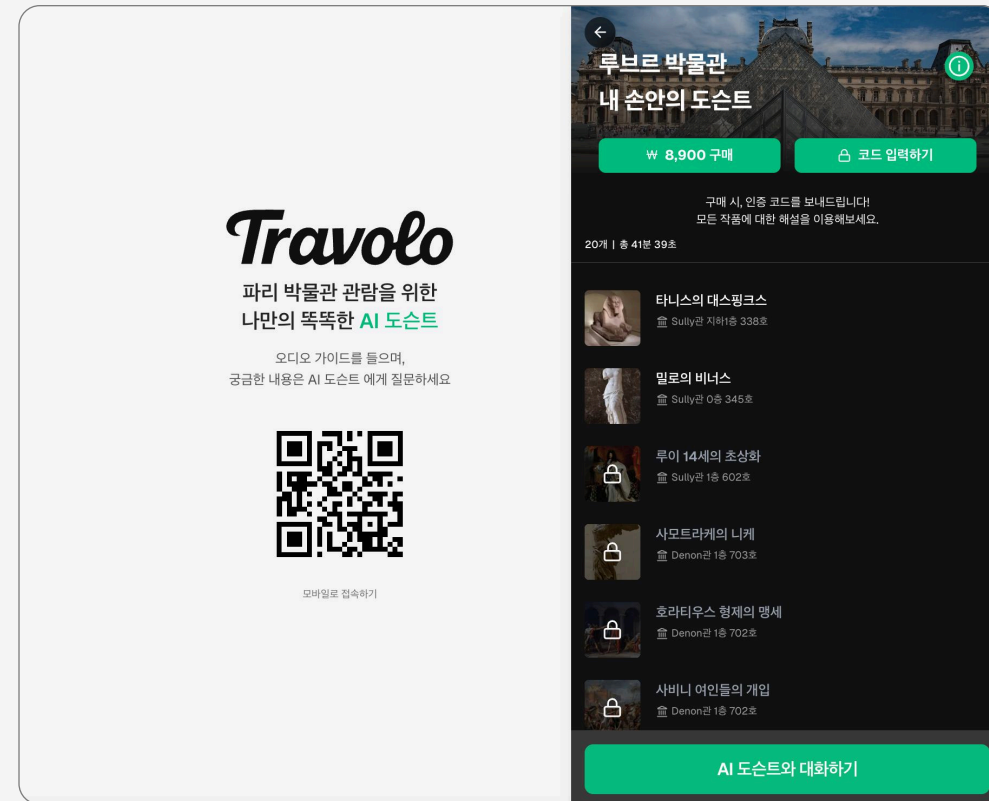 Travolo
파리 박물관 관람을 위한
나만의 똑똑한 AI 도슨트
오디오 가이드를 들으며,
궁금한 내용은 AI 도슨트 에게 질문하세요
모바일로 접속하기
루브르 박물관
내 손안의 도슨트
₩ 8,900 구매
코드 입력하기
구매 시, 인증 코드를 보내드립니다!
모든 작품에 대한 해설을 이용해보세요.
20개 | 총 41분 39초
타니스의 대스핑크스
Sully관 지하1층 338호
밀로의 비너스
Sully관 0층 345호
루이 14세의 초상화
Sully관 1층 602호
사모트라케의 니케
Denon관 1층 703호
호라티우스 형제의 맹세
Denon관 1층 702호
사비니 여인들의 개입
Denon관 1층 702호
AI 도슨트와 대화하기